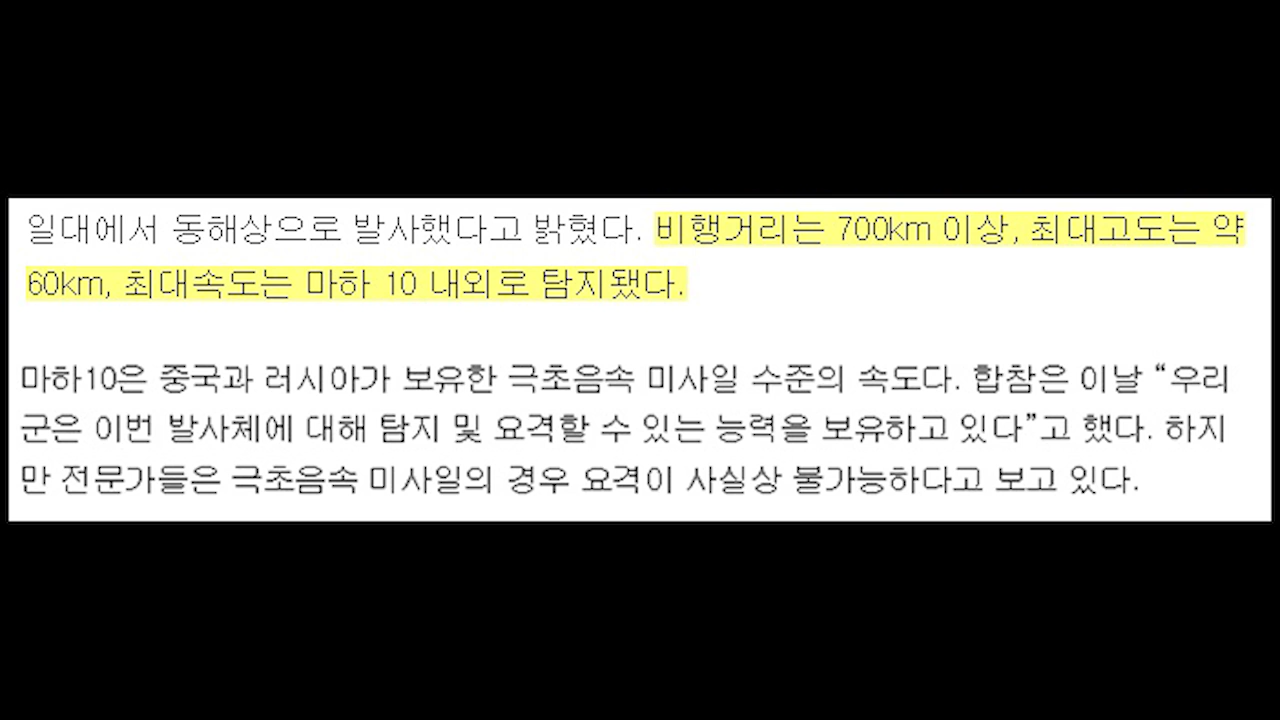 일대에서 동해상으로 발사했다고 밝혔다. 비행거리는 700km 이상, 최대고도는 약
60km, 최대속도는 마하 10 내외로 탐지됐다.
마하10은 중국과 러시아가 보유한 극초음속 미사일 수준의 속도다. 합참은 이날 “우리
군은 이번 발사체에 대해 탐지 및 요격할 수 있는 능력을 보유하고 있다”고 했다. 하지
만 전문가들은 극초음속 미사일의 경우 요격이 사실상 불가능하다고 보고 있다.